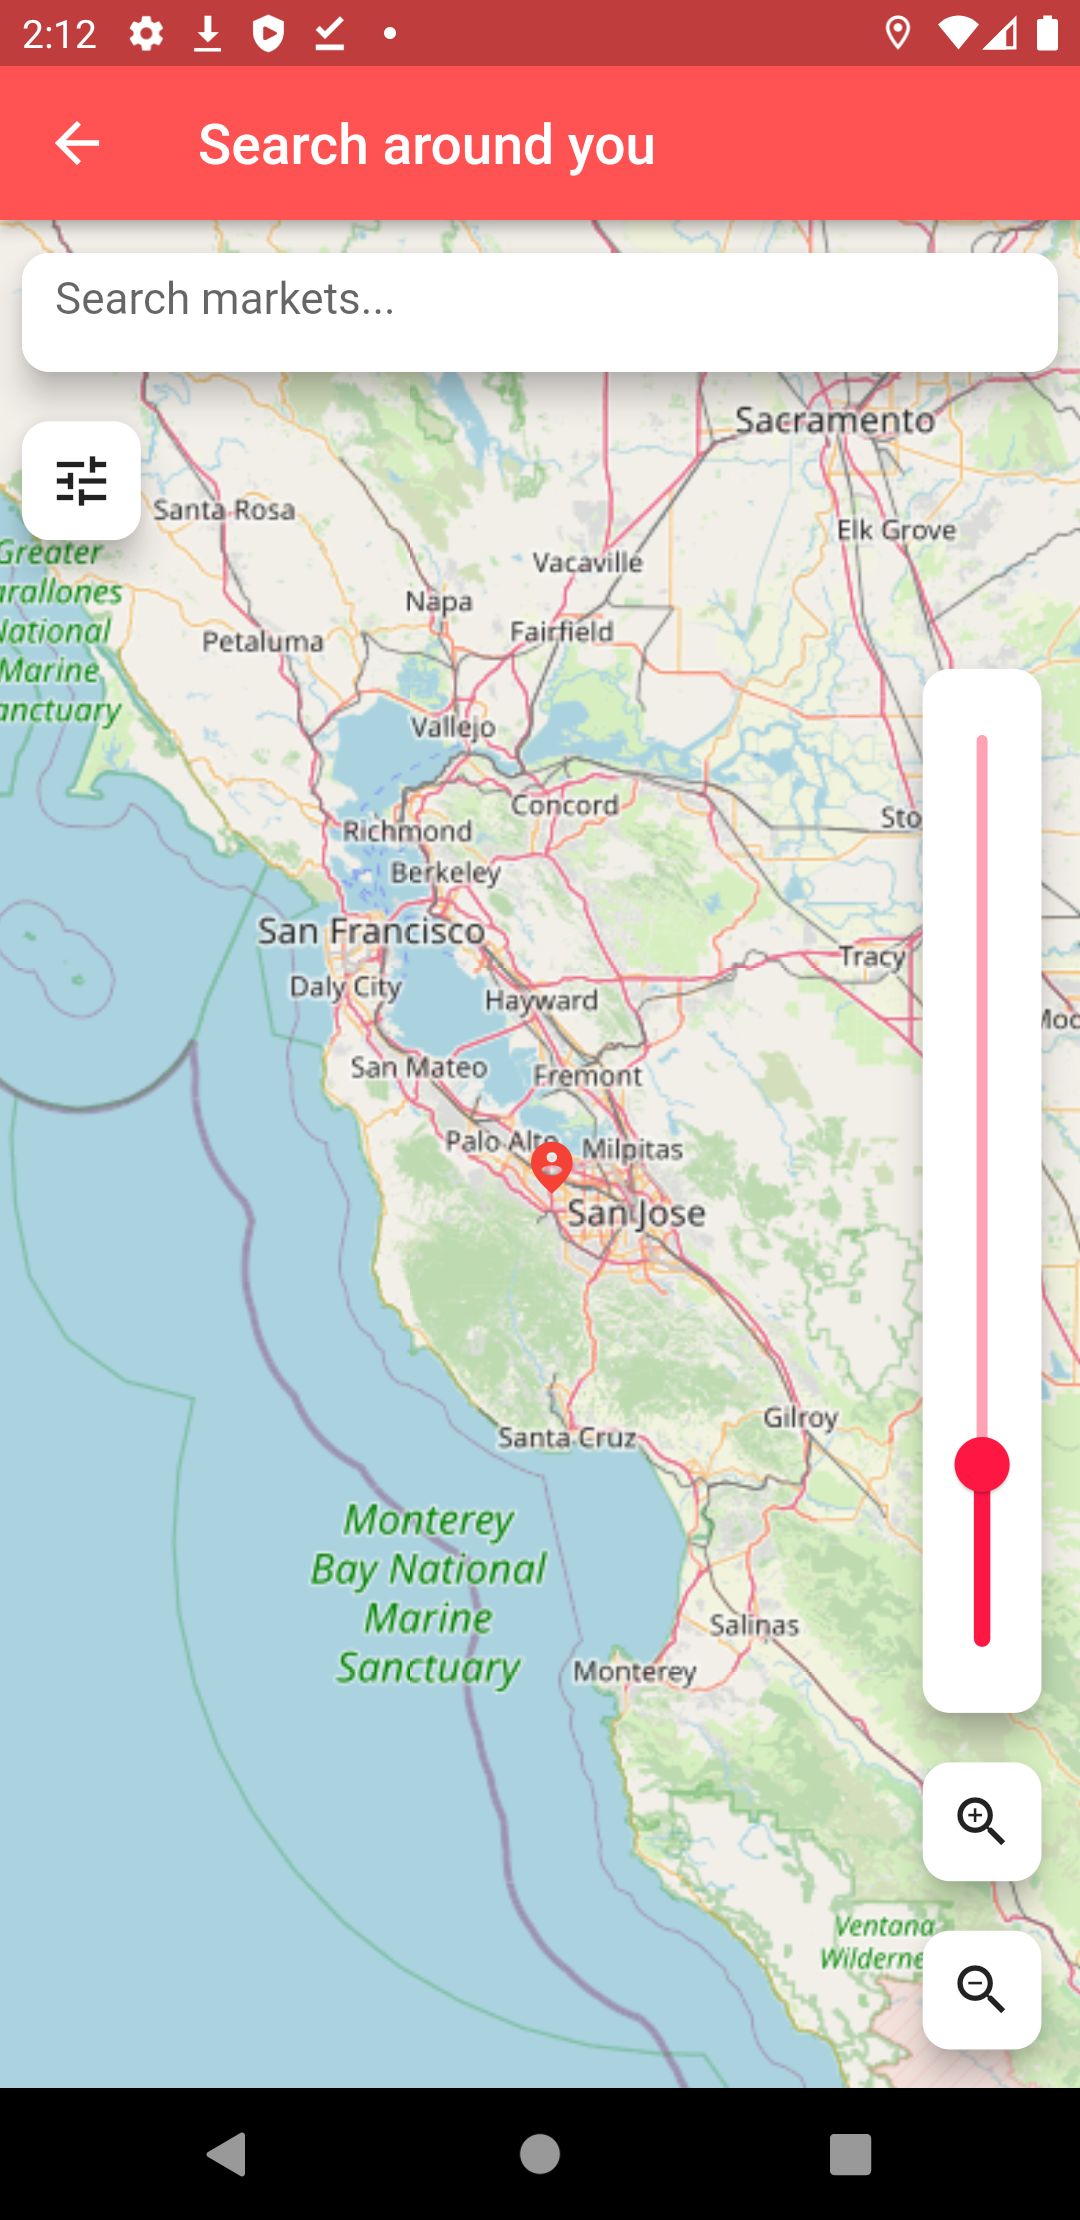 2:12
Search around you
Search markets...
Sacramento
Santa Rosa
Elk Grove
Greater
arallones
National
Marine
anctuary
Vacaville
Napa
Fairfield
Petaluma
Vallejo
Concord
Sto
Richmond
Berkeley
San Francisco
Tracy
Daly City
Hayward
Moc
San Mateo
Fremont
Palo Alto
Milpitas
San Jose
Gilroy
Santa Cruz
Monterey
Bay National
Marine
Sanctuary
Salinas
Monterey
Ventana
Wilderne